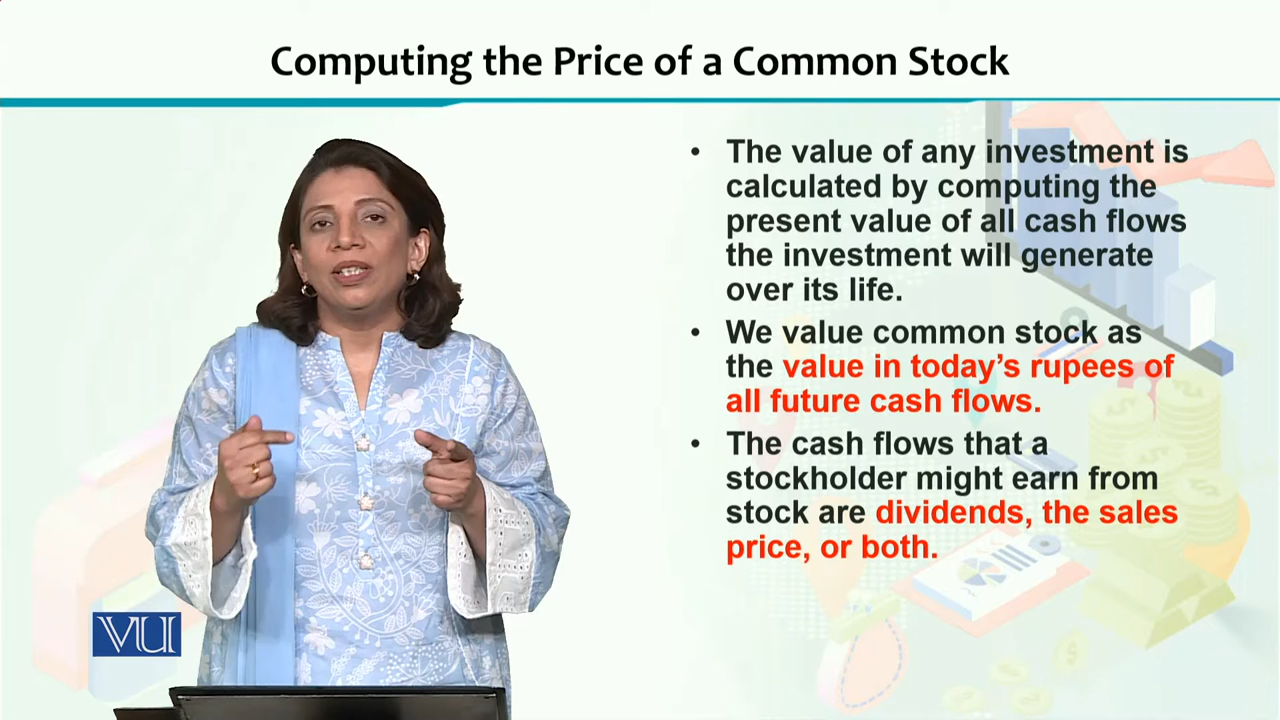 Computing the Price of a Common Stock
• The value of any investment is
calculated by computing the
present value of all cash flows
the investment will generate
over its life.
• We value common stock as
the value in today’s rupees of
all future cash flows.
• The cash flows that a
stockholder might earn from
stock are dividends, the sales
price, or both.
VU